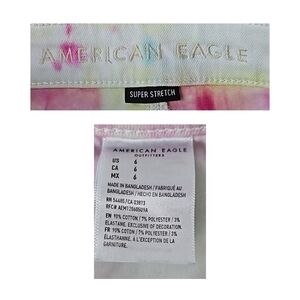 AMERICAN EAGLE
SUPER STRETCH
AMERICAN EAGLE
OUTFITTERS
US 6
CA 6
MX 6
MADE IN BANGLADESH / FABRIQUÉ AU
BANGLADESH / HECHO EN BANGLADESH
RN 54485 / CA 03873
EN 90% COTTON / 7% POLYESTER / 3%
ELASTANE. EXCLUSIVE OF DECORATION.
FR 90% COTON / 7% POLYESTER / 3%
ÉLASTHANNE. À L'EXCEPTION DE LA
GARNITURE.